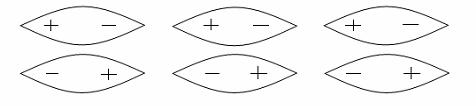 + − + − + −
− + − + − +